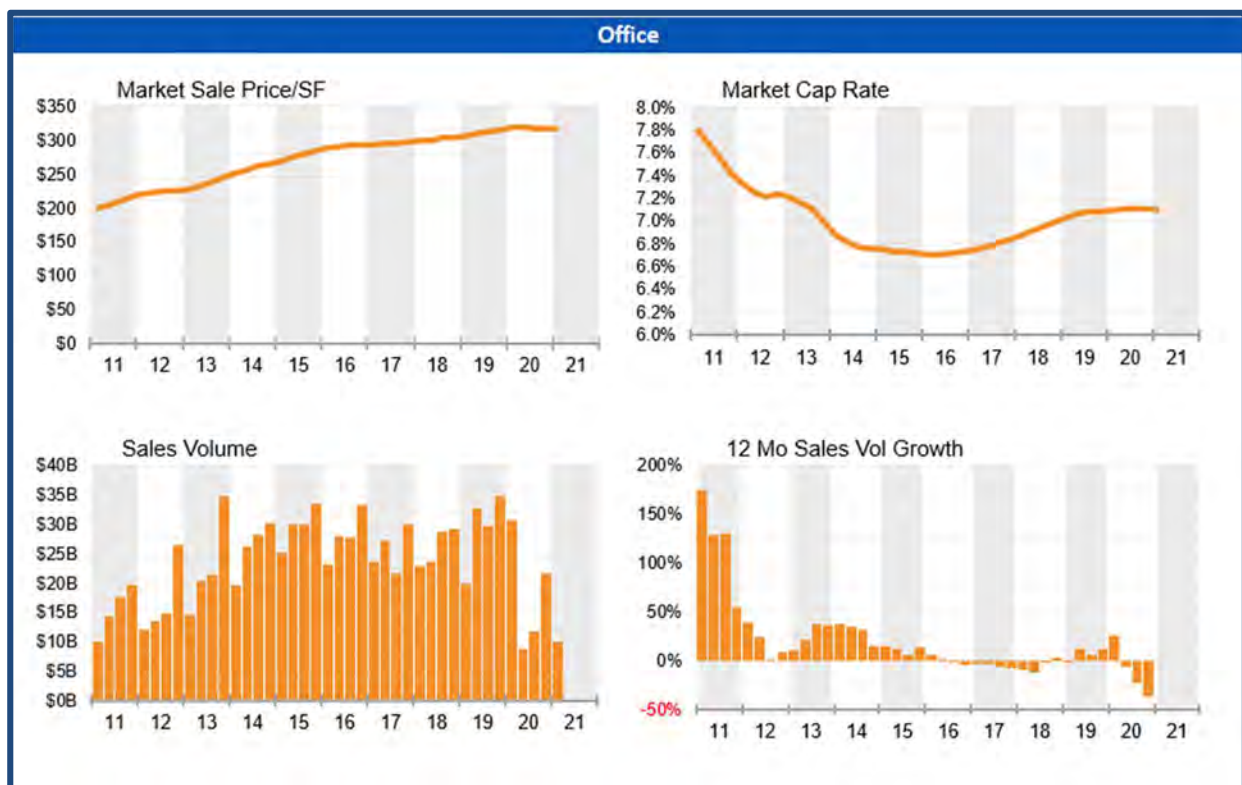 Office
Market Sale Price/SF
$350
$300
$250
$200
$150
$100
$50
$0
11 12 13 14 15 16 17 18 19 20 21
Market Cap Rate
8.0%
7.8%
7.6%
7.4%
7.2%
7.0%
6.8%
6.6%
6.4%
6.2%
6.0%
11 12 13 14 15 16 17 18 19 20 21
Sales Volume
$40B
$35B
$30B
$25B
$20B
$15B
$10B
$5B
$0B
11 12 13 14 15 16 17 18 19 20 21
12 Mo Sales Vol Growth
200%
150%
100%
50%
0%
-50%
11 12 13 14 15 16 17 18 19 20 21